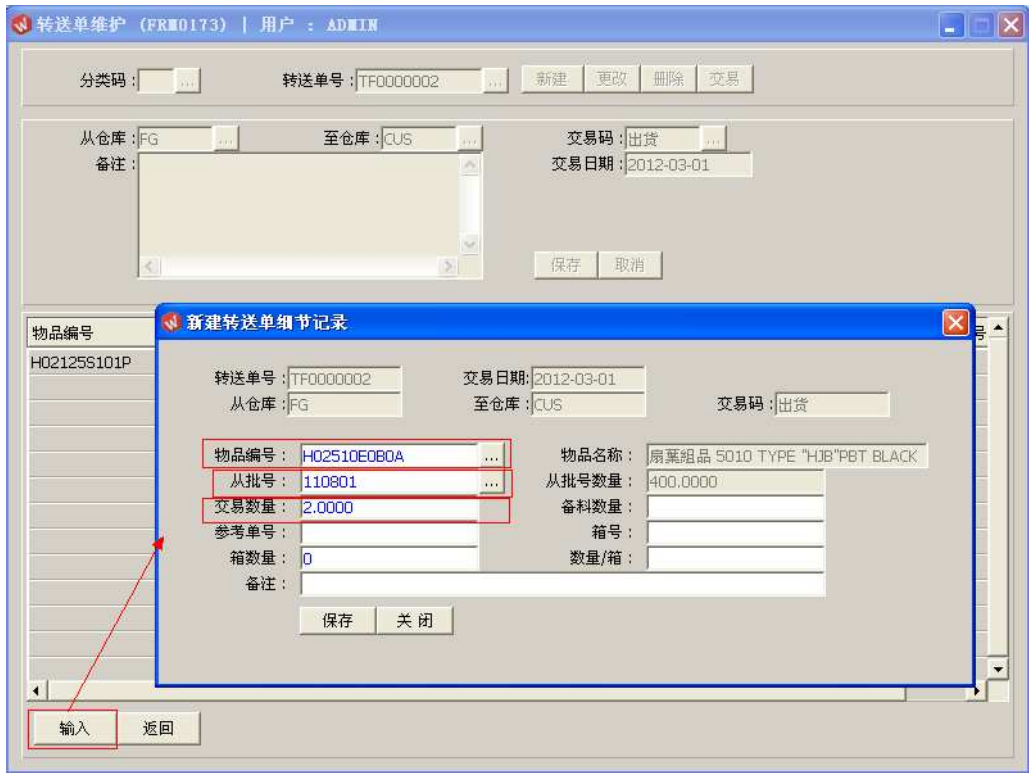 转送单维护 (FRM0173) | 用户 : ADMIN
分类码: ... 转送单号: TF0000002 ... 新建 更改 删除 交易
从仓库: FG ... 至仓库: CUS ... 交易码: 出货 ...
备注: 交易日期: 2012-03-01
保存 取消
物品编号 号
H02125S101P
新建转送单细节记录
转送单号: TF0000002 交易日期: 2012-03-01
从仓库: FG 至仓库: CUS 交易码: 出货
物品编号: H02510E0B0A ... 物品名称: 扇葉組品 5010 TYPE "HJB"PBT BLACK
从批号: 110801 ... 从批号数量: 400.0000
交易数量: 2.0000 备料数量:
参考单号: 箱号:
箱数量: 0 数量/箱:
备注:
保存 关 闭
输入 返回